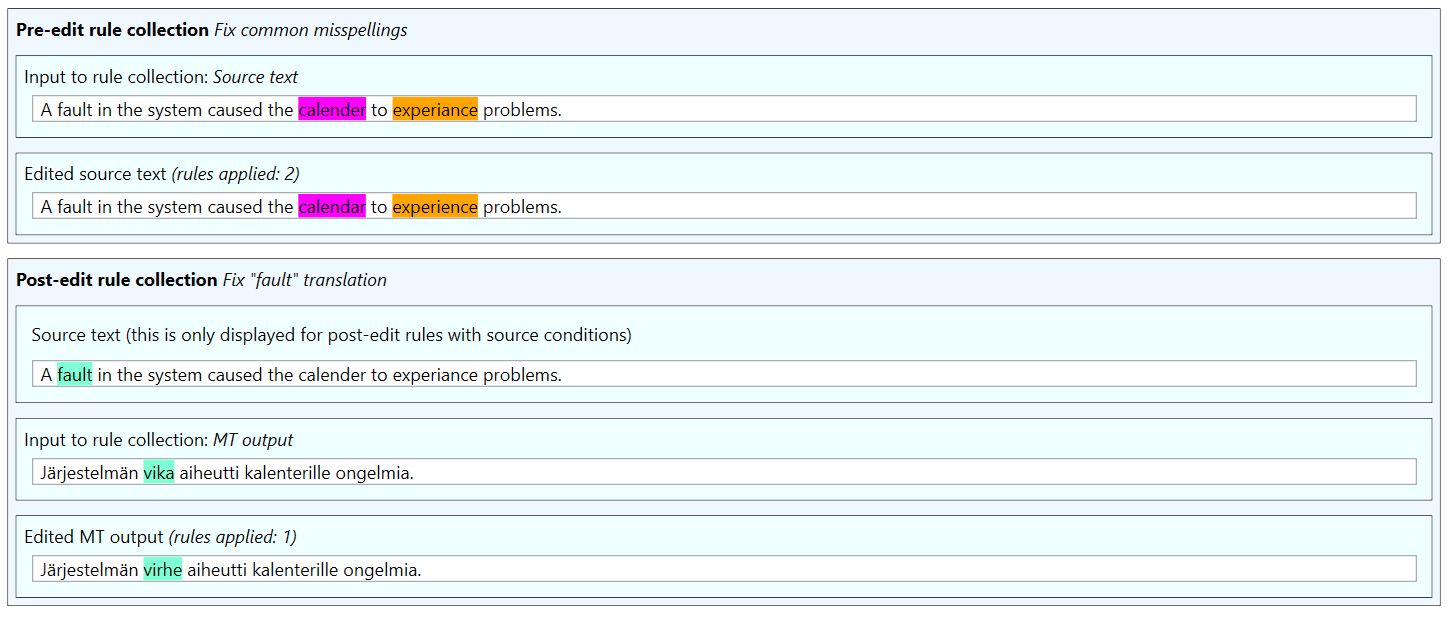 Pre-edit rule collection Fix common misspellings
Input to rule collection: Source text
A fault in the system caused the calender to experiance problems.
Edited source text (rules applied: 2)
A fault in the system caused the calendar to experience problems.
Post-edit rule collection Fix "fault" translation
Source text (this is only displayed for post-edit rules with source conditions)
A fault in the system caused the calender to experiance problems.
Input to rule collection: MT output
Järjestelmän vika aiheutti kalenterille ongelmia.
Edited MT output (rules applied: 1)
Järjestelmän virhe aiheutti kalenterille ongelmia.